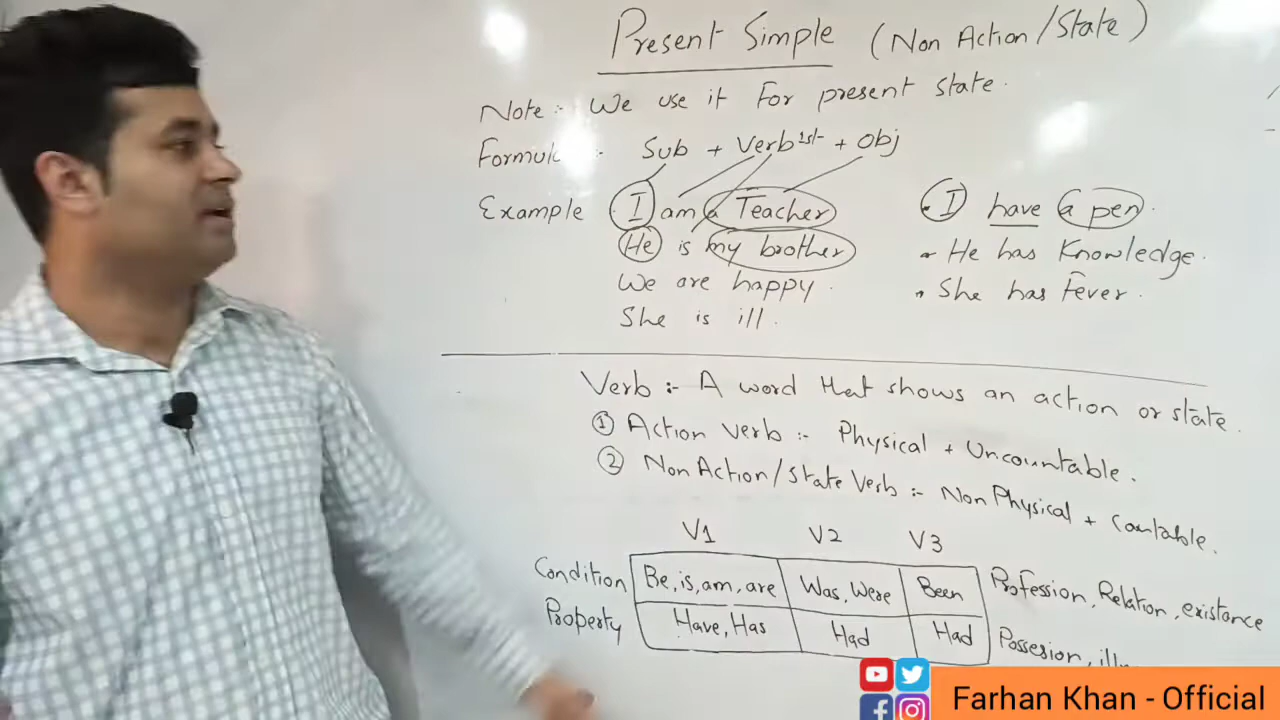 Present Simple (Non Action/State)
Note :- We use it For present state.
Formul :- Sub + Verb 1st + Obj
Example I am a Teacher
I have a pen.
He is my brother
He has Knowledge.
We are happy.
She has Fever.
She is ill.
Verb :- A word that shows an action or state.
① Action Verb :- Physical + Uncountable.
② Non Action/State Verb :- Non Physical + Countable.
V1 V2 V3
Condition Be, is, am, are Was, Were Been Profession, Relation, existance
Property Have, Has Had Had Possesion, ill
Farhan Khan - Official